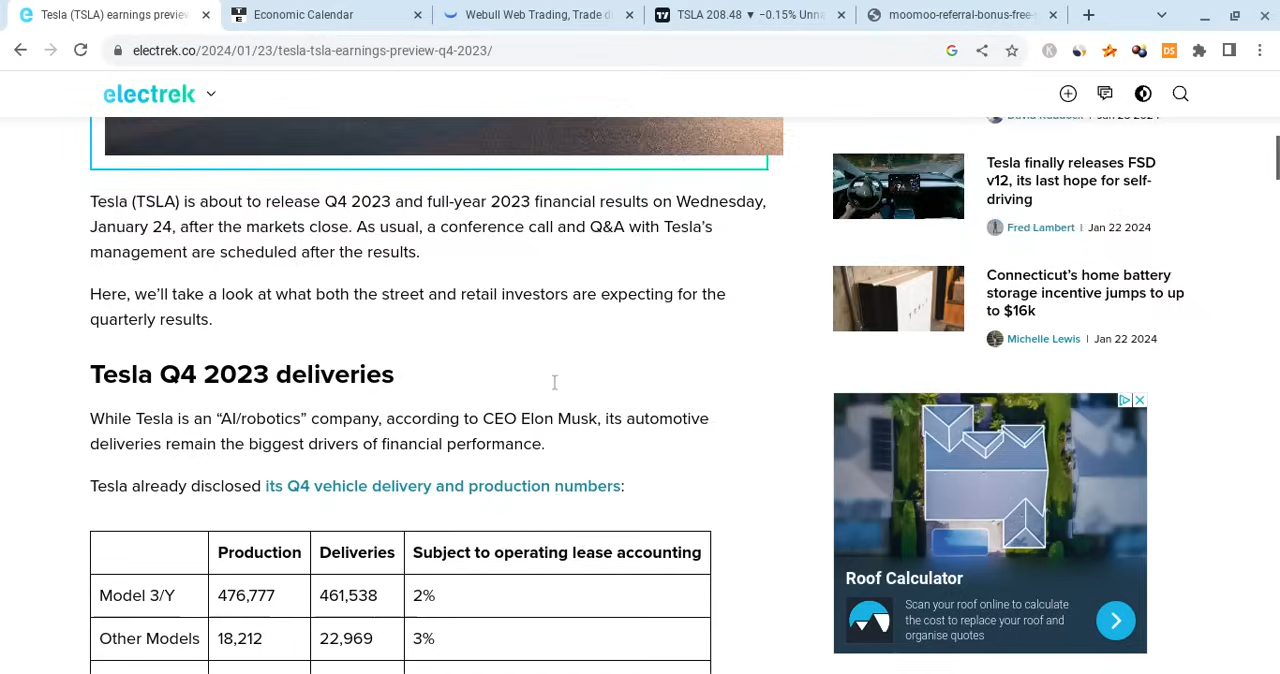 Tesla (TSLA) earnings preview
Economic Calendar
Webull Web Trading, Trade d
TSLA 208.48 ▼ −0.15% Unna
moomoo-referral-bonus-free-
electrek.co/2024/01/23/tesla-tsla-earnings-preview-q4-2023/
DS
electrek
Tesla (TSLA) is about to release Q4 2023 and full-year 2023 financial results on Wednesday,
January 24, after the markets close. As usual, a conference call and Q&A with Tesla's
management are scheduled after the results.
Here, we'll take a look at what both the street and retail investors are expecting for the
quarterly results.
Tesla Q4 2023 deliveries
While Tesla is an “AI/robotics” company, according to CEO Elon Musk, its automotive
deliveries remain the biggest drivers of financial performance.
Tesla already disclosed its Q4 vehicle delivery and production numbers:
Production Deliveries Subject to operating lease accounting
Model 3/Y 476,777 461,538 2%
Other Models 18,212 22,969 3%
Tesla finally releases FSD
v12, its last hope for self-
driving
Fred Lambert | Jan 22 2024
Connecticut's home battery
storage incentive jumps to up
to $16k
Michelle Lewis | Jan 22 2024
Roof Calculator
Scan your roof online to calculate
the cost to replace your roof and
organise quotes